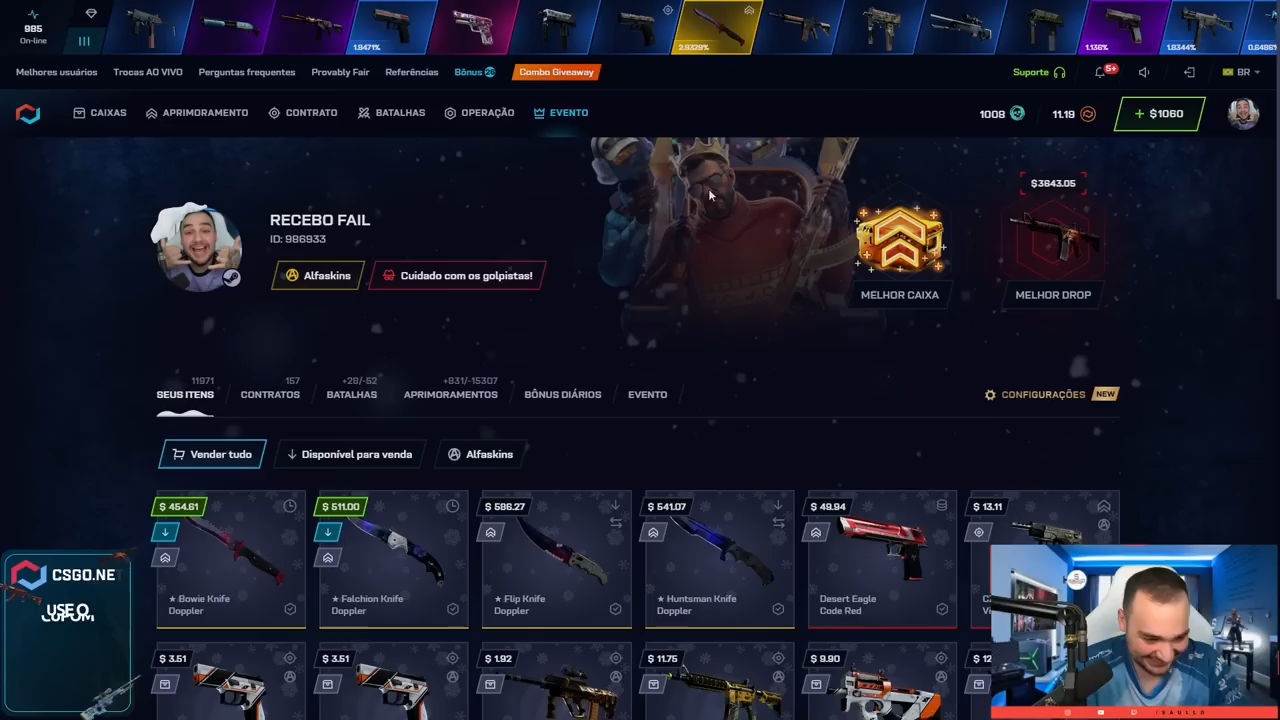 985
On-line
1.8471%
2.9329%
1.136%
1.8344%
Melhores usuários
Trocas AO VIVO
Perguntas frequentes
Provably Fair
Referências
Bônus
Combo Giveaway
Suporte
5+
BR
CAIXAS
APRIMORAMENTO
CONTRATO
BATALHAS
OPERAÇÃO
EVENTO
1008
11.19
+ $1060
$3643.05
RECEBO FAIL
ID: 986933
Alfaskins
Cuidado com os golpistas!
MELHOR CAIXA
MELHOR DROP
11971
157
+28/-52
+831/-15307
SEUS ITENS
CONTRATOS
BATALHAS
APRIMORAMENTOS
BÔNUS DIÁRIOS
EVENTO
CONFIGURAÇÕES
NEW
Vender tudo
Disponível para venda
Alfaskins
$ 454.61
★ Bowie Knife
Doppler
$ 511.00
★ Falchion Knife
Doppler
$ 586.27
★ Flip Knife
Doppler
$ 541.07
★ Huntsman Knife
Doppler
$ 49.94
Desert Eagle
Code Red
$ 13.11
$ 3.51
$ 3.51
$ 1.92
$ 11.75
$ 9.90
$ 12
CSGO.NE
USE O
CUPOM